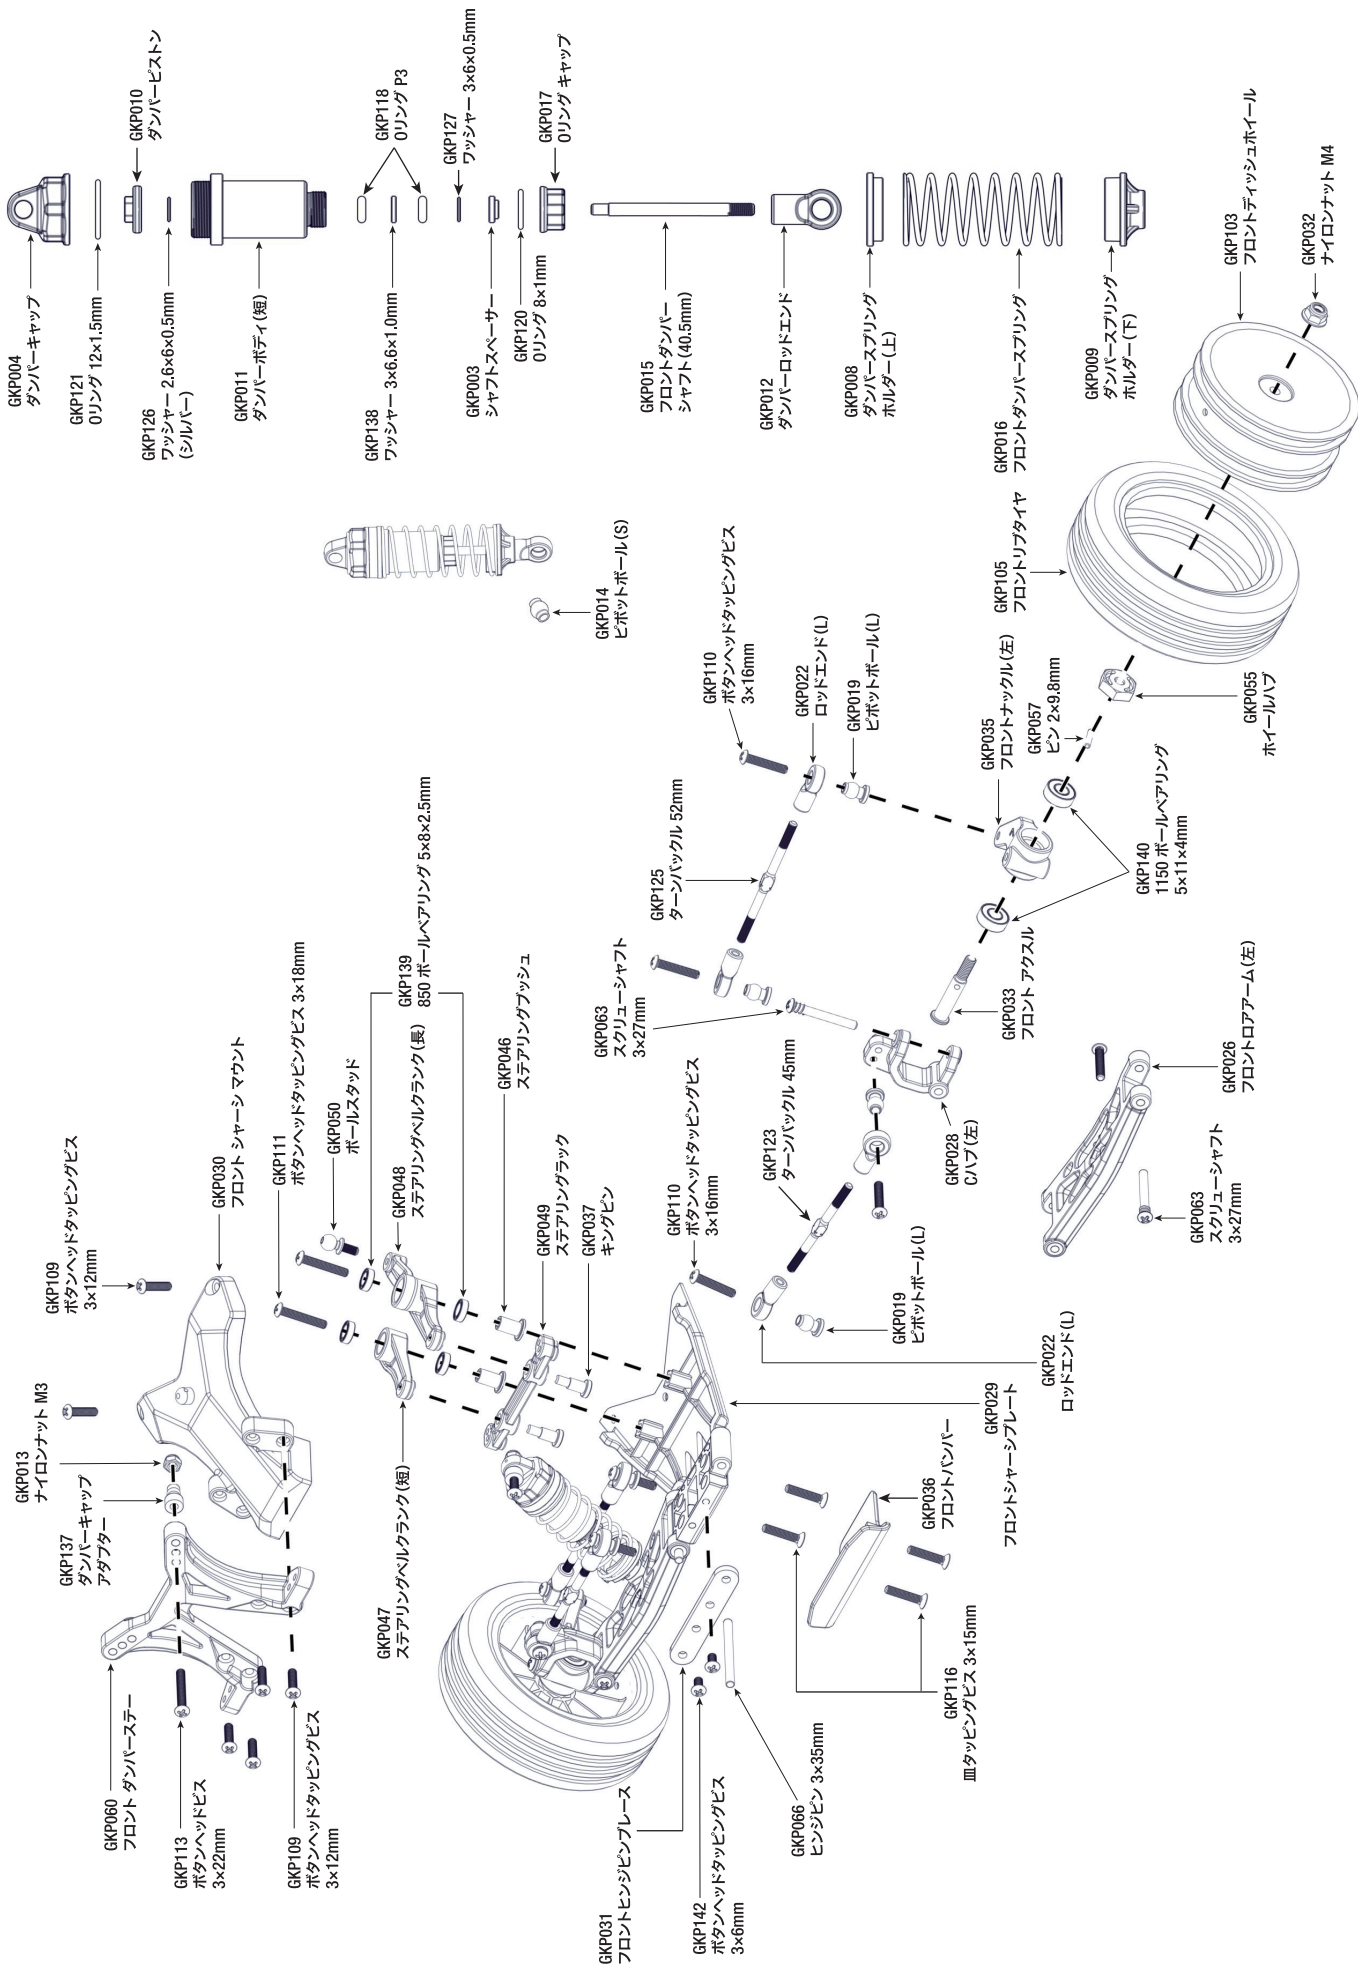 GKP004
ダンパーキャップ
GKP121
Oリング 12×1.5mm
GKP010
ダンパーピストン
GKP126
ワッシャー 2.6×6×0.5mm
(シルバー)
GKP011
ダンパーボディ(短)
GKP118
Oリング P3
GKP138
ワッシャー 3×6.6×1.0mm
GKP127
ワッシャー 3×6×0.5mm
GKP003
シャフトスペーサー
GKP120
Oリング 8×1mm
GKP017
Oリング キャップ
GKP015
フロントダンパー
シャフト(40.5mm)
GKP012
ダンパーロッドエンド
GKP008
ダンパースプリング
ホルダー(上)
GKP016
フロントダンパースプリング
GKP009
ダンパースプリング
ホルダー(下)
GKP103
フロントディッシュホイール
GKP032
ナイロンナット M4
GKP105
フロントリブタイヤ
GKP014
ピボットボール(S)
GKP110
ボタンヘッドタッピングビス
3×16mm
GKP022
ロッドエンド(L)
GKP019
ピボットボール(L)
GKP035
フロントナックル(左)
GKP057
ピン 2×9.8mm
GKP055
ホイールハブ
GKP140
1150 ボールベアリング
5×11×4mm
GKP125
ターンバックル 52mm
GKP063
スクリューシャフト
3×27mm
GKP033
フロント アクスル
GKP026
フロントロアアーム(左)
GKP063
スクリューシャフト
3×27mm
GKP028
Cハブ(左)
GKP123
ターンバックル 45mm
GKP110
ボタンヘッドタッピングビス
3×16mm
GKP019
ピボットボール(L)
GKP022
ロッドエンド(L)
GKP109
ボタンヘッドタッピングビス
3×12mm
GKP030
フロント シャーシ マウント
GKP111
ボタンヘッドタッピングビス 3×18mm
GKP050
ボールスタッド
GKP048
ステアリングベルクランク(長)
GKP139
850 ボールベアリング 5×8×2.5mm
GKP046
ステアリングブッシュ
GKP049
ステアリングラック
GKP037
キングピン
GKP029
フロントシャーシプレート
GKP013
ナイロンナット M3
GKP137
ダンパーキャップ
アダプター
GKP047
ステアリングベルクランク(短)
GKP036
フロントバンパー
GKP116
皿タッピングビス 3×15mm
GKP060
フロント ダンパーステー
GKP113
ボタンヘッドビス
3×22mm
GKP109
ボタンヘッドタッピングビス
3×12mm
GKP031
フロントヒンジピンブレース
GKP142
ボタンヘッドタッピングビス
3×6mm
GKP066
ヒンジピン 3×35mm